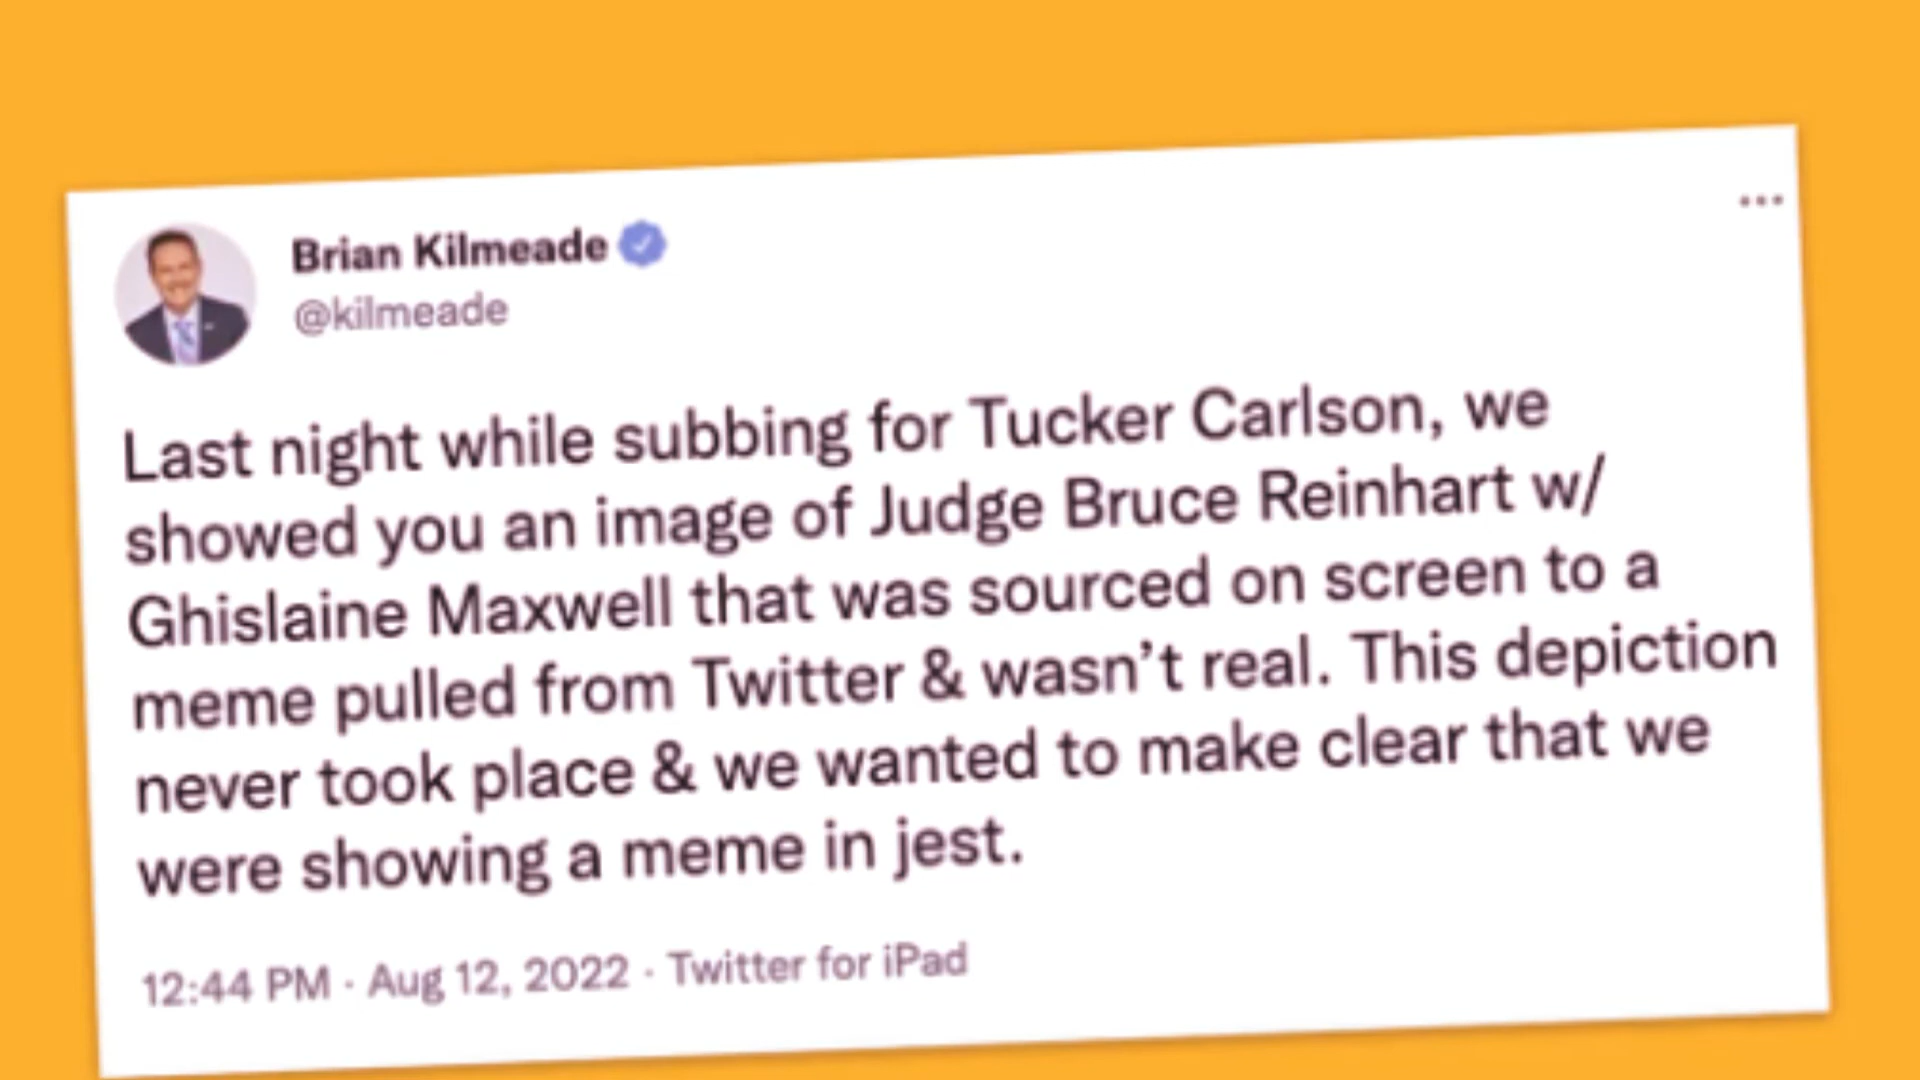 Brian Kilmeade
@kilmeade
Last night while subbing for Tucker Carlson, we
showed you an image of Judge Bruce Reinhart w/
Ghislaine Maxwell that was sourced on screen to a
meme pulled from Twitter & wasn’t real. This depiction
never took place & we wanted to make clear that we
were showing a meme in jest.
12:44 PM · Aug 12, 2022 · Twitter for iPad